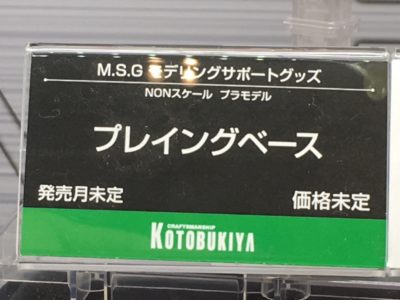 M.S.G モデリングサポートグッズ
NONスケール プラモデル
プレイングベース
発売月未定 価格未定
CRAFTSMANSHIP
KOTOBUKIYA